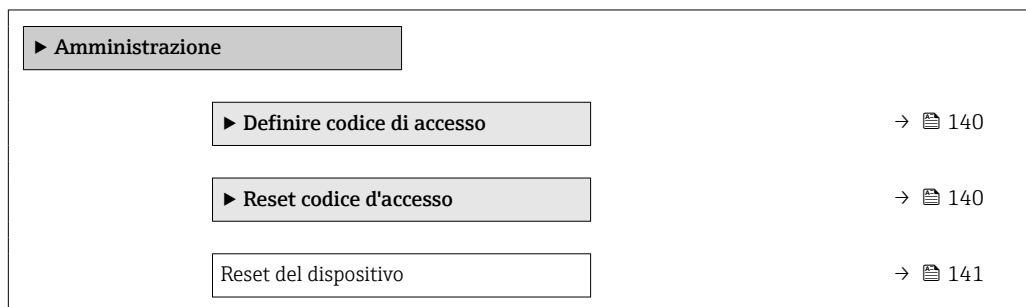 ▶ Amministrazione
▶ Definire codice di accesso → 140
▶ Reset codice d'accesso → 140
Reset del dispositivo → 141